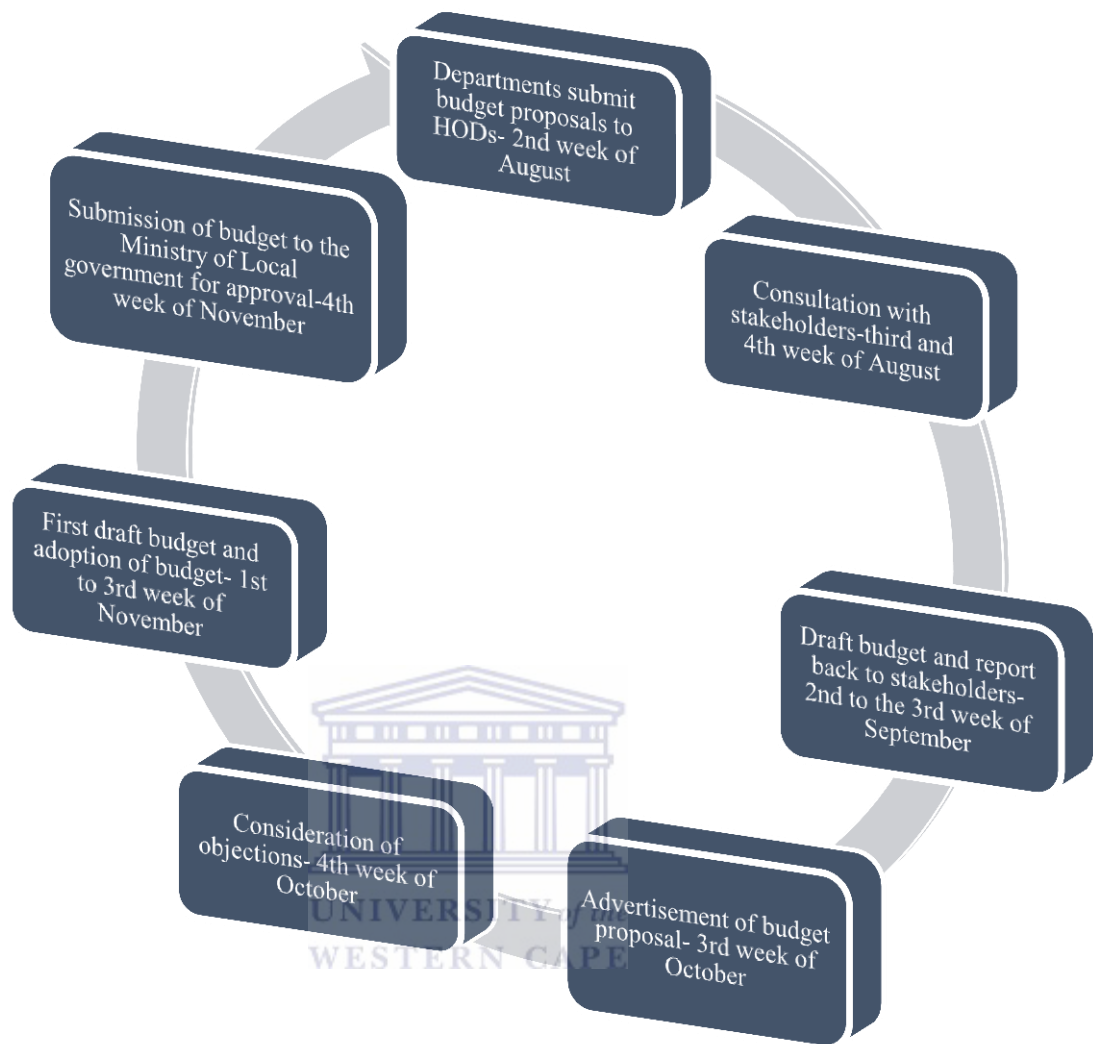 Departments submit
budget proposals to
HODs- 2nd week of
August
Consultation with
stakeholders-third and
4th week of August
Draft budget and report
back to stakeholders-
2nd to the 3rd week of
September
Advertisement of budget
proposal- 3rd week of
October
Consideration of
objections- 4th week of
October
First draft budget and
adoption of budget- 1st
to 3rd week of
November
Submission of budget to the
Ministry of Local
government for approval-4th
week of November
UNIVERSITY of the
WESTERN CAPE